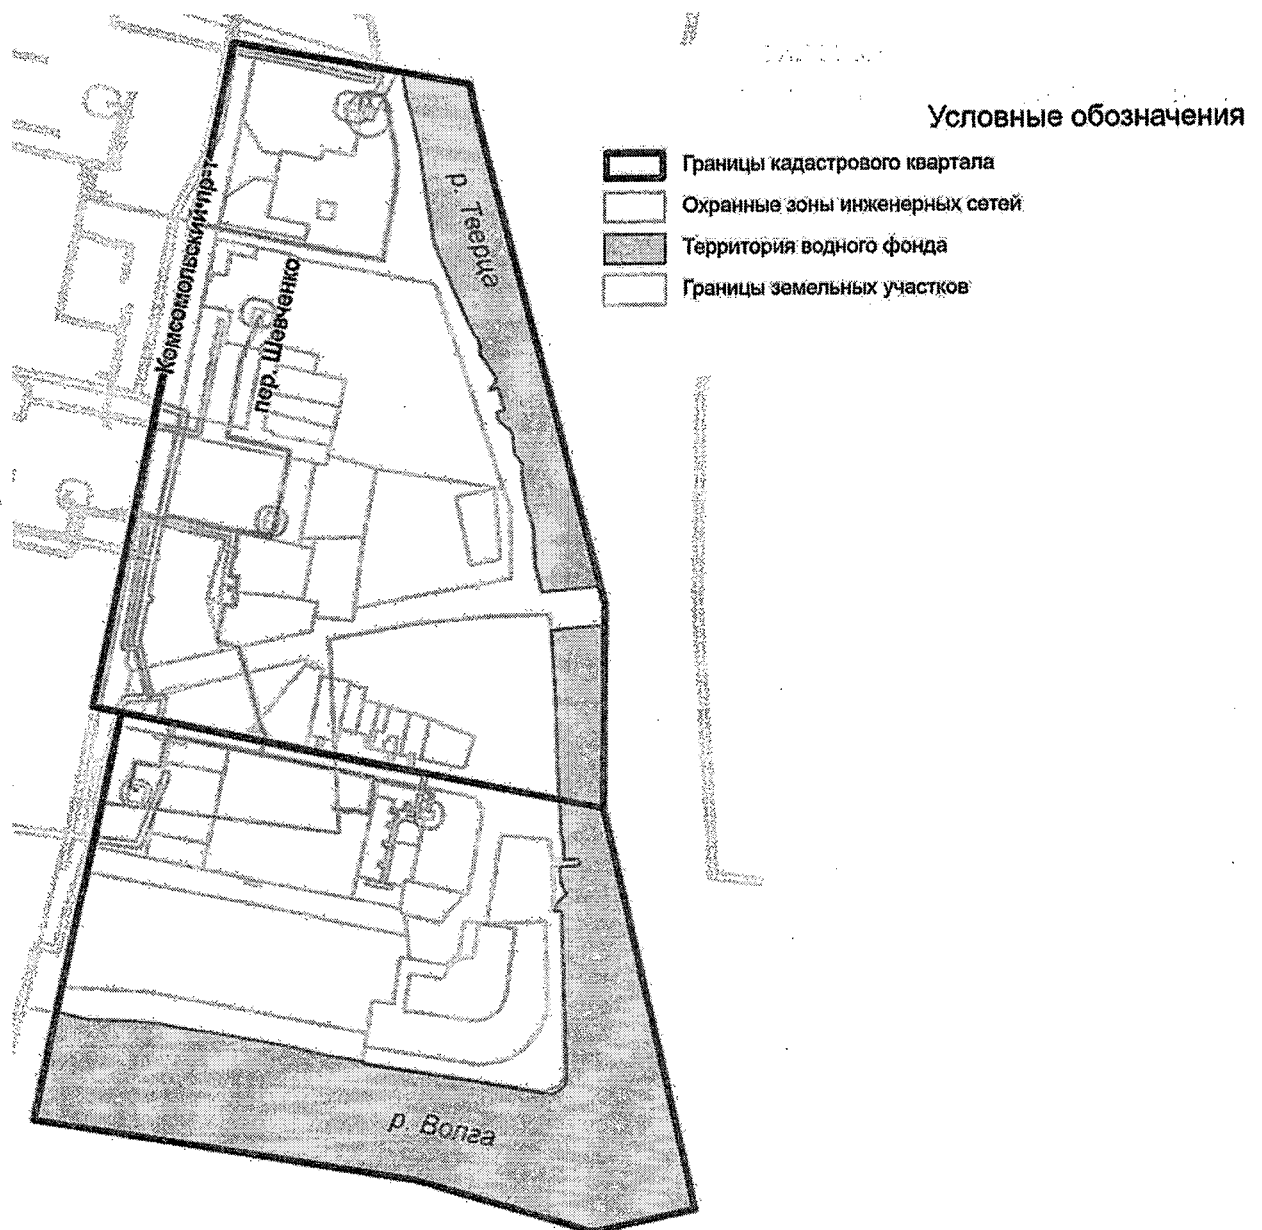 Условные обозначения
Границы кадастрового квартала
Охранные зоны инженерных сетей
Территория водного фонда
Границы земельных участков
р. Тверца
Комсомольский пр-т
пер. Шевченко
р. Волга